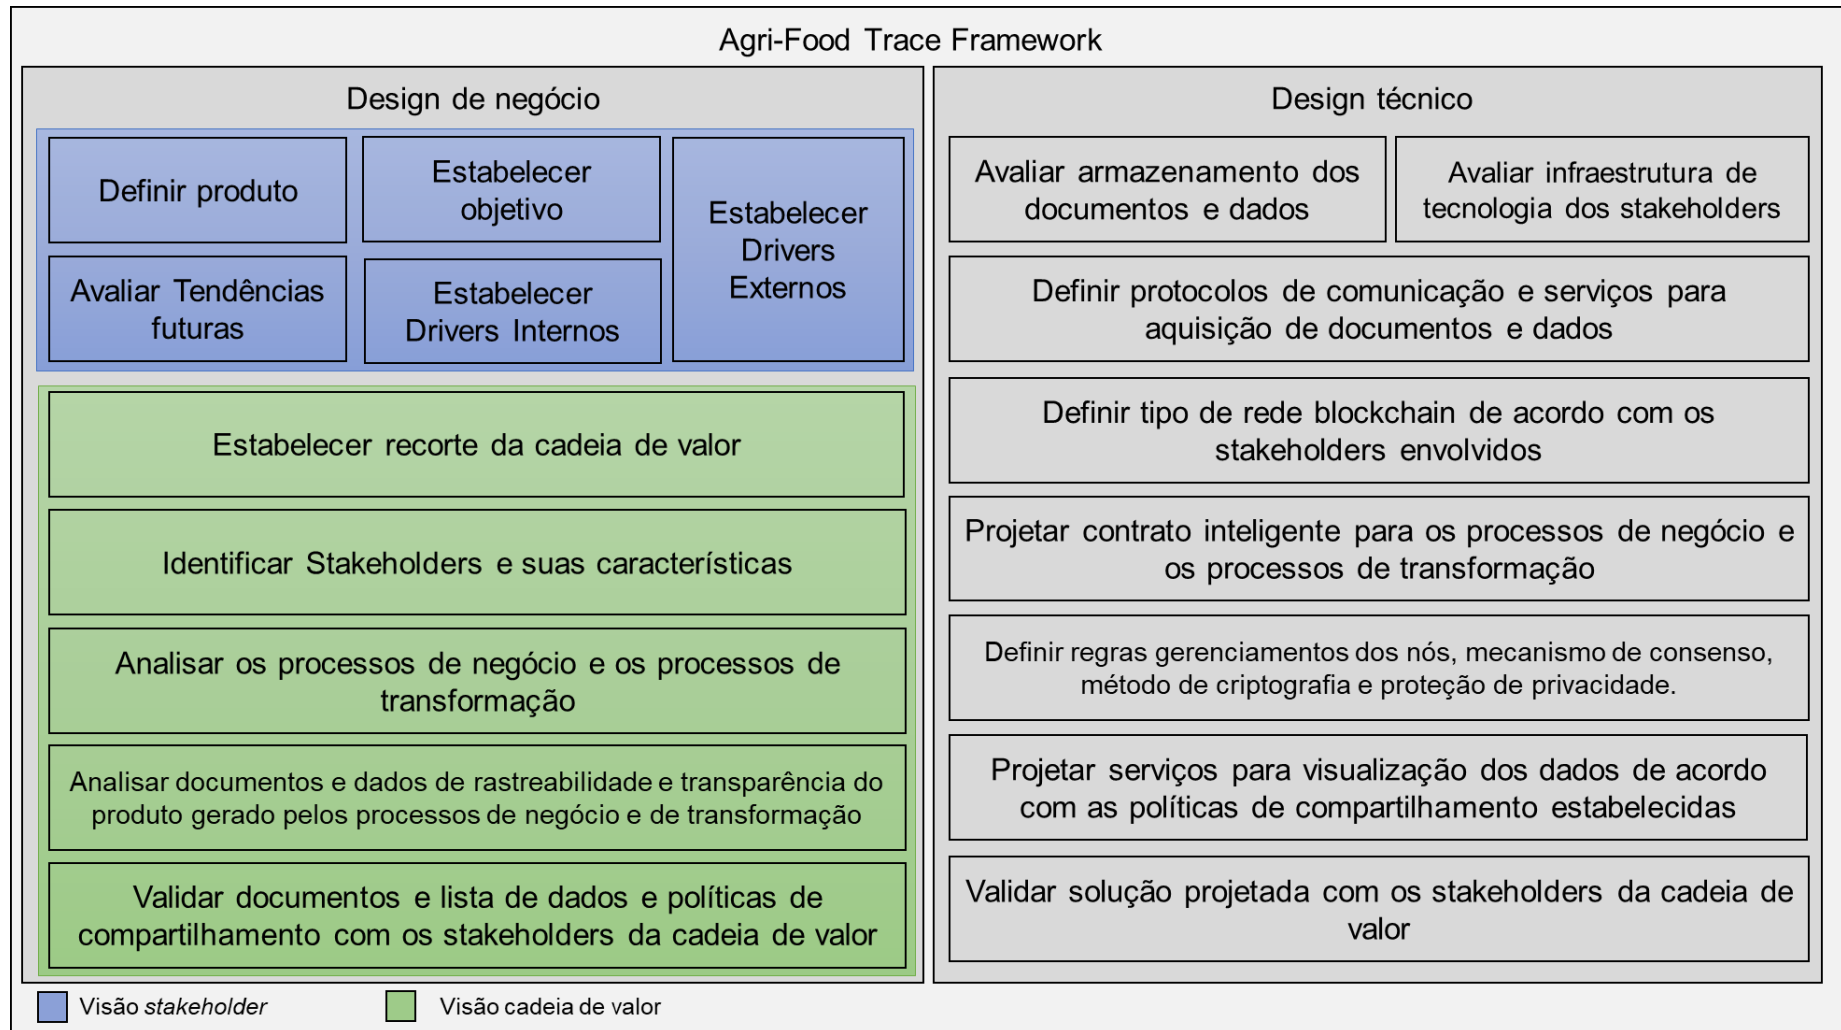 Agri-Food Trace Framework
Design de negócio
Definir produto
Estabelecer
objetivo
Estabelecer
Drivers
Externos
Avaliar Tendências
futuras
Estabelecer
Drivers Internos
Estabelecer recorte da cadeia de valor
Identificar Stakeholders e suas características
Analisar os processos de negócio e os processos de
transformação
Analisar documentos e dados de rastreabilidade e transparência do
produto gerado pelos processos de negócio e de transformação
Validar documentos e lista de dados e políticas de
compartilhamento com os stakeholders da cadeia de valor
Design técnico
Avaliar armazenamento dos
documentos e dados
Avaliar infraestrutura de
tecnologia dos stakeholders
Definir protocolos de comunicação e serviços para
aquisição de documentos e dados
Definir tipo de rede blockchain de acordo com os
stakeholders envolvidos
Projetar contrato inteligente para os processos de negócio e
os processos de transformação
Definir regras gerenciamentos dos nós, mecanismo de consenso,
método de criptografia e proteção de privacidade.
Projetar serviços para visualização dos dados de acordo
com as políticas de compartilhamento estabelecidas
Validar solução projetada com os stakeholders da cadeia de
valor
Visão stakeholder
Visão cadeia de valor